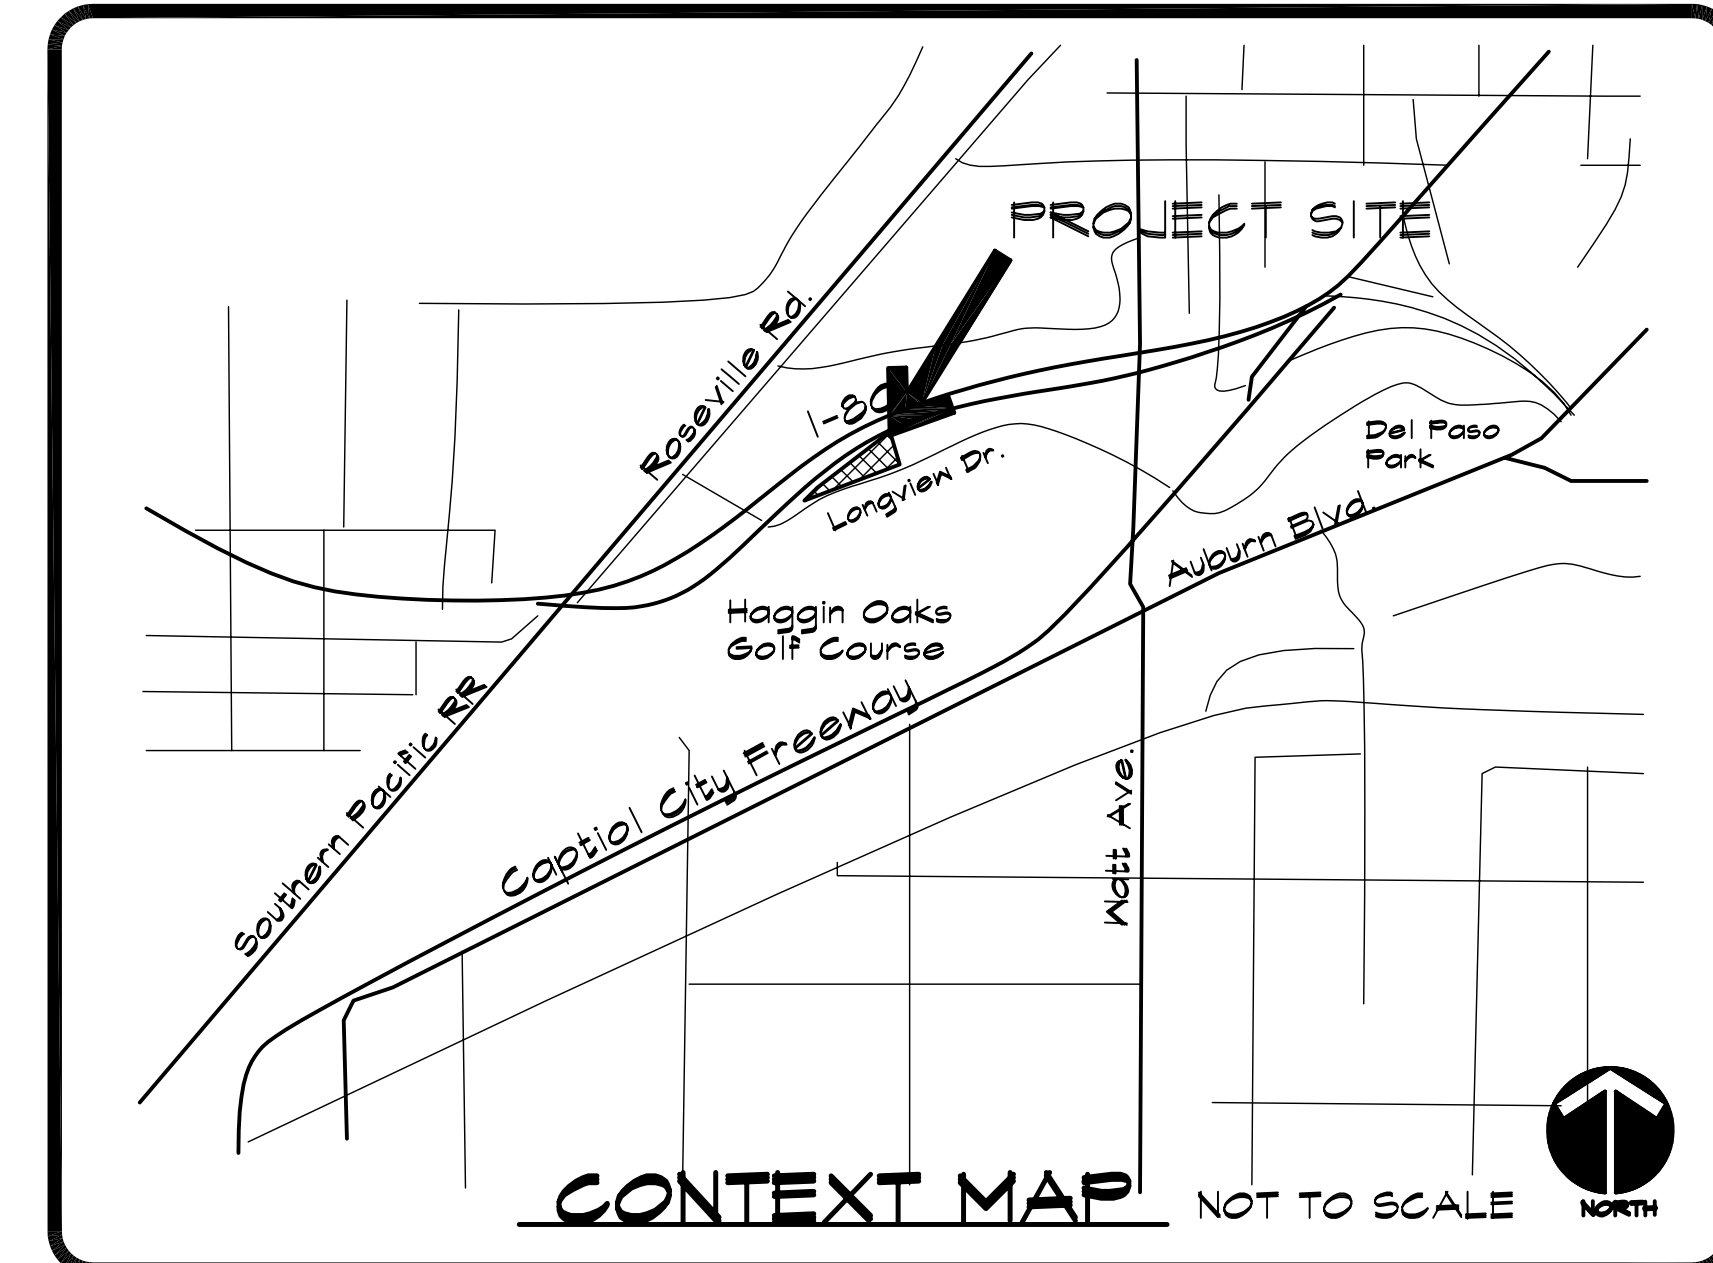 PROJECT SITE
Roseville Rd.
I-80
Del Paso
Park
Longview Dr.
Auburn Blvd.
Haggin Oaks
Golf Course
Southern Pacific RR
Captiol City Freeway
Watt Ave.
CONTEXT MAP
NOT TO SCALE
NORTH